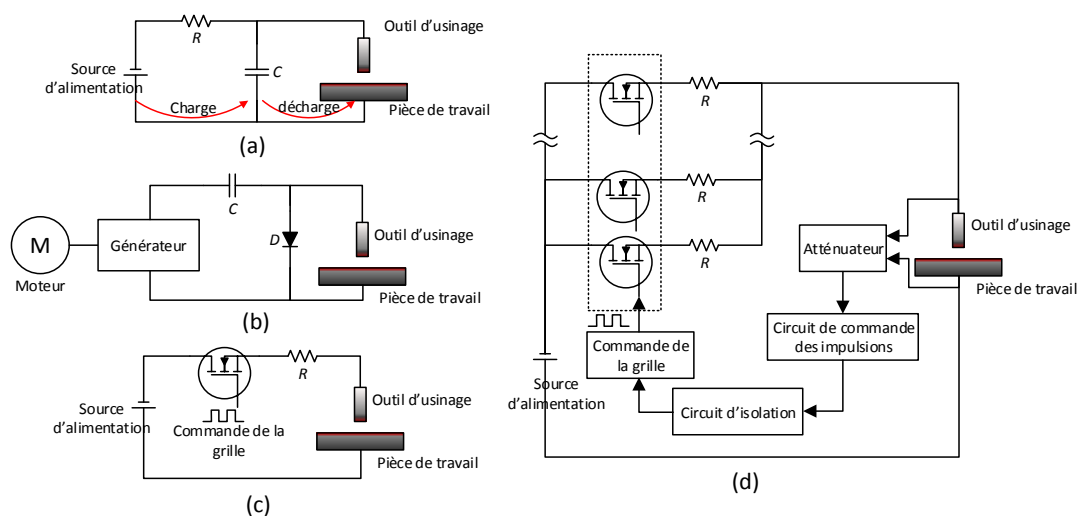 R
C
Source
d'alimentation
Charge
décharge
Outil d'usinage
Pièce de travail
(a)
M
Moteur
Générateur
C
D
Outil d'usinage
Pièce de travail
(b)
R
Source
d'alimentation
Commande de la
grille
Outil d'usinage
Pièce de travail
(c)
R
R
R
Source
d'alimentation
Commande de
la grille
Circuit d'isolation
Circuit de commande
des impulsions
Atténuateur
Outil d'usinage
Pièce de travail
(d)